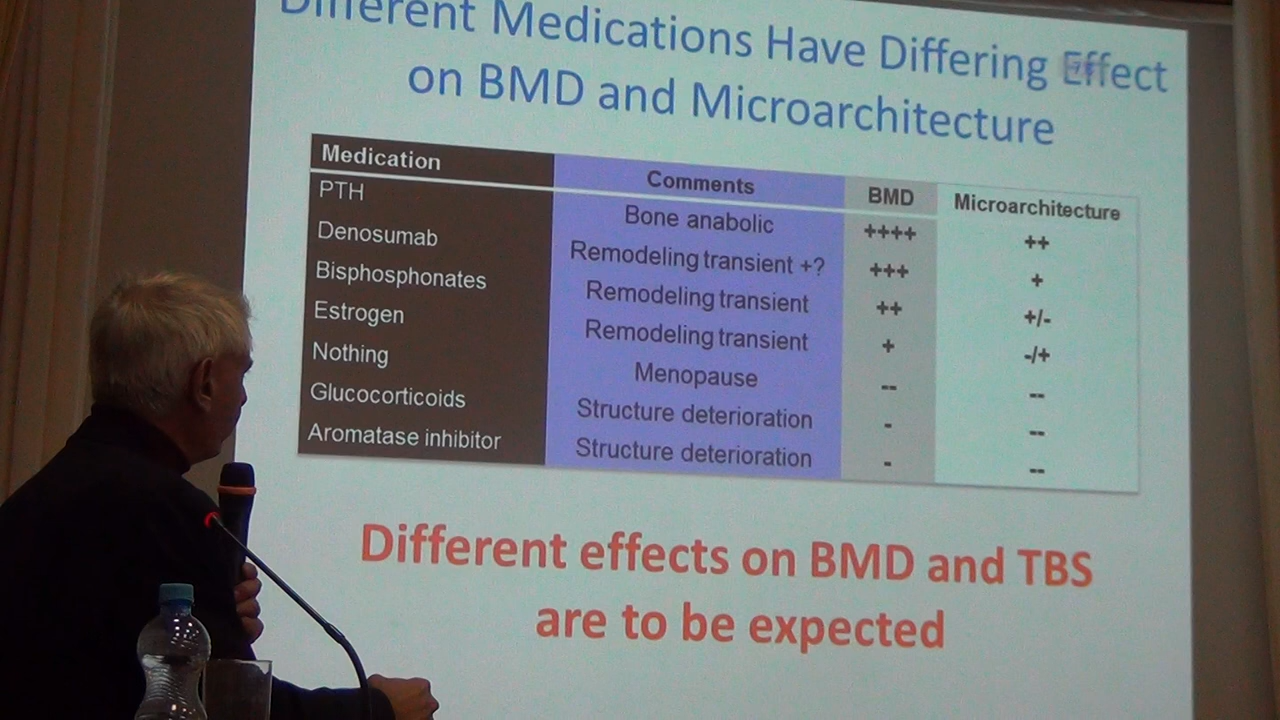 Different Medications Have Differing Effect
on BMD and Microarchitecture
Medication Comments BMD Microarchitecture
PTH Bone anabolic ++++ ++
Denosumab Remodeling transient +? +++ +
Bisphosphonates Remodeling transient ++ +/-
Estrogen Remodeling transient + -/+
Nothing Menopause -- --
Glucocorticoids Structure deterioration - --
Aromatase inhibitor Structure deterioration - --
Different effects on BMD and TBS
are to be expected